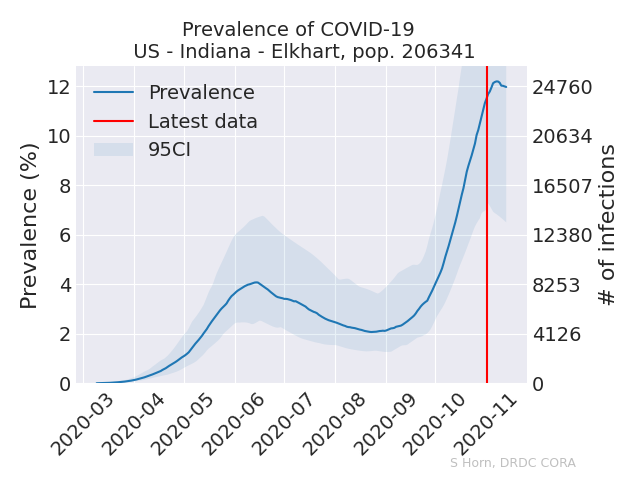 Prevalence of COVID-19
US - Indiana - Elkhart, pop. 206341
Prevalence
Latest data
95CI
Prevalence (%)
12
10
8
6
4
2
0
24760
20634
16507
12380
8253
4126
0
# of infections
2020-03
2020-04
2020-05
2020-06
2020-07
2020-08
2020-09
2020-10
2020-11
S Horn, DRDC CORA